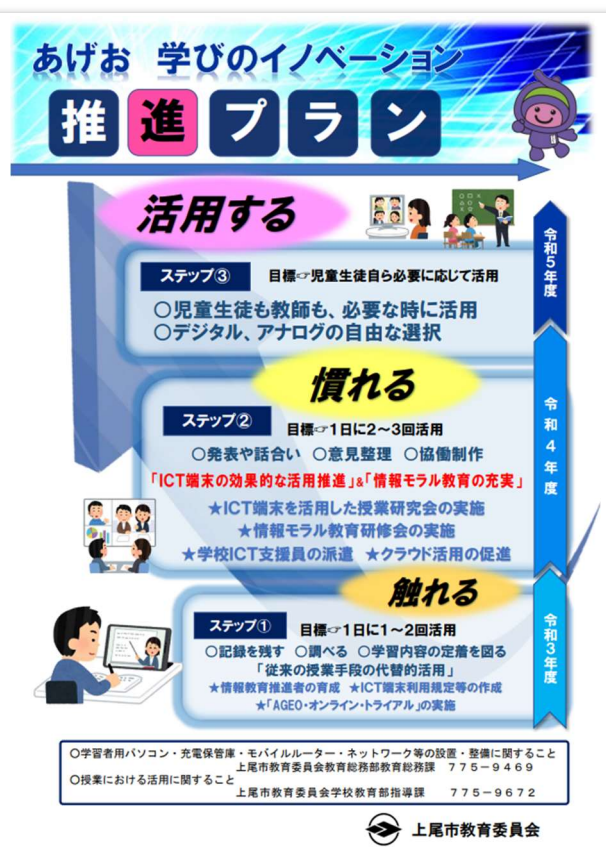 あげお 学びのイノベーション
推進プラン
活用する
ステップ③ 目標☞児童生徒自ら必要に応じて活用
○児童生徒も教師も、必要な時に活用
○デジタル、アナログの自由な選択
令和5年度
慣れる
ステップ② 目標☞1日に2～3回活用
○発表や話合い ○意見整理 ○協働制作
「ICT端末の効果的な活用推進」&「情報モラル教育の充実」
★ICT端末を活用した授業研究会の実施
★情報モラル教育研修会の実施
★学校ICT支援員の派遣 ★クラウド活用の促進
令和4年度
触れる
ステップ① 目標☞1日に1～2回活用
○記録を残す ○調べる ○学習内容の定着を図る
「従来の授業手段の代替的活用」
★情報教育推進者の育成 ★ICT端末利用規定等の作成
★「AGEO・オンライン・トライアル」の実施
令和3年度
○学習者用パソコン・充電保管庫・モバイルルーター・ネットワーク等の設置・整備に関すること
上尾市教育委員会教育総務部教育総務課 775－9469
○授業における活用に関すること
上尾市教育委員会学校教育部指導課 775－9672
上尾市教育委員会